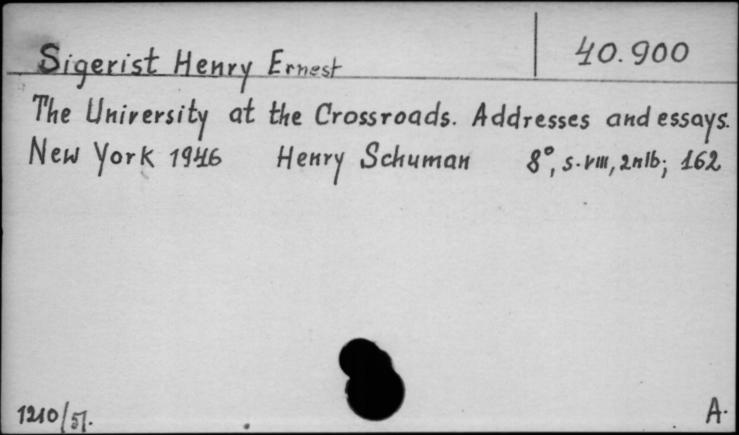 Sigerist Henry Ernest 40.900
The University at the Crossroads. Addresses and essays.
New York 1946 Henry Schuman 8°, s. VIII, 2nlb; 162
1210/51. A.